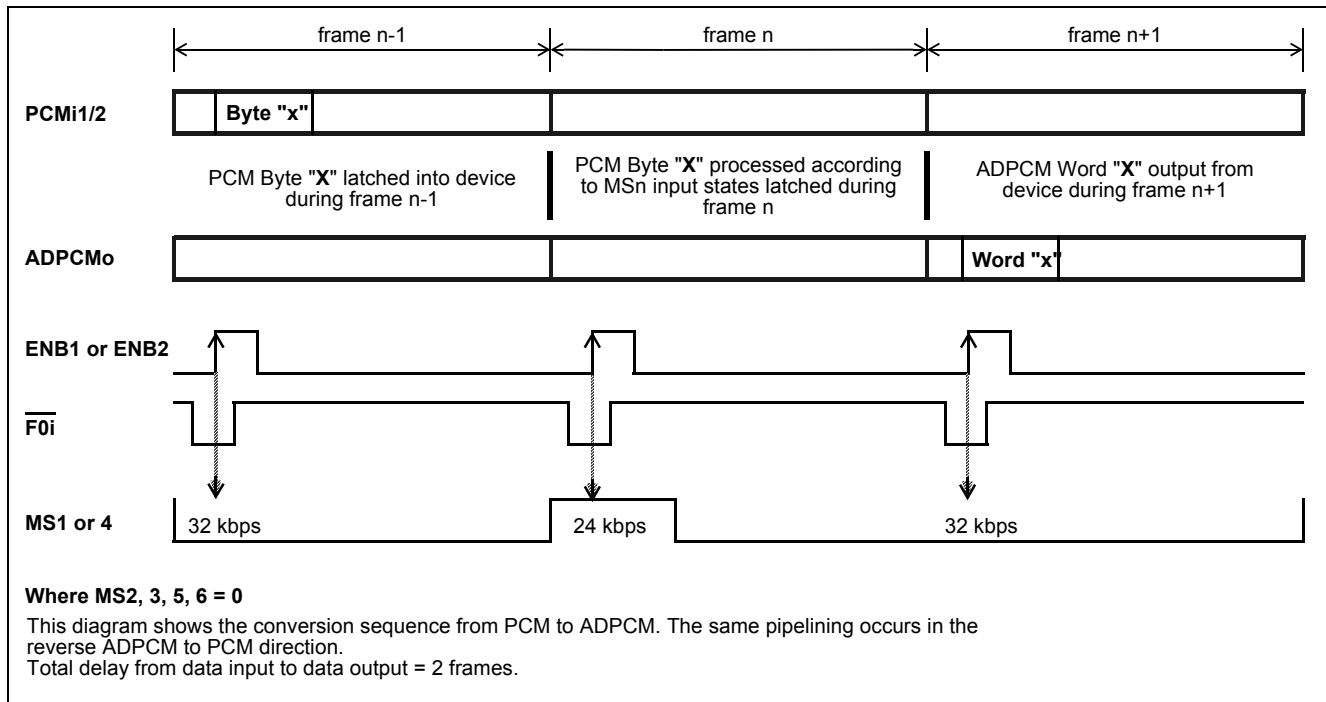 frame n-1
frame n
frame n+1
PCMi1/2
Byte "x"
PCM Byte "X" latched into device
during frame n-1
PCM Byte "X" processed according
to MSn input states latched during
frame n
ADPCM Word "X" output from
device during frame n+1
ADPCMo
Word "x"
ENB1 or ENB2
F0i
MS1 or 4
32 kbps
24 kbps
32 kbps
Where MS2, 3, 5, 6 = 0
This diagram shows the conversion sequence from PCM to ADPCM. The same pipelining occurs in the
reverse ADPCM to PCM direction.
Total delay from data input to data output = 2 frames.